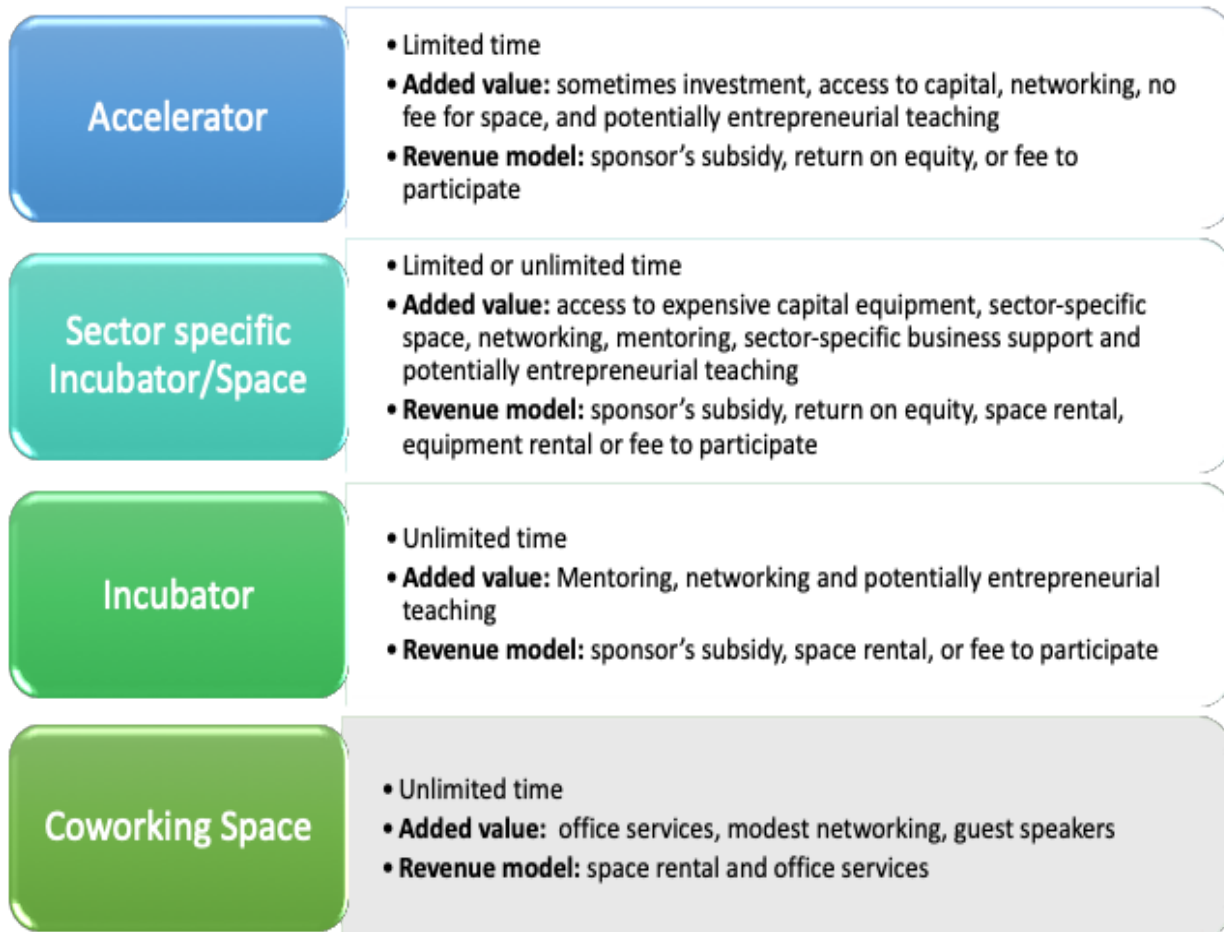 Accelerator
• Limited time
• Added value: sometimes investment, access to capital, networking, no
fee for space, and potentially entrepreneurial teaching
• Revenue model: sponsor’s subsidy, return on equity, or fee to
participate
Sector specific
Incubator/Space
• Limited or unlimited time
• Added value: access to expensive capital equipment, sector-specific
space, networking, mentoring, sector-specific business support and
potentially entrepreneurial teaching
• Revenue model: sponsor’s subsidy, return on equity, space rental,
equipment rental or fee to participate
Incubator
• Unlimited time
• Added value: Mentoring, networking and potentially entrepreneurial
teaching
• Revenue model: sponsor’s subsidy, space rental, or fee to participate
Coworking Space
• Unlimited time
• Added value: office services, modest networking, guest speakers
• Revenue model: space rental and office services